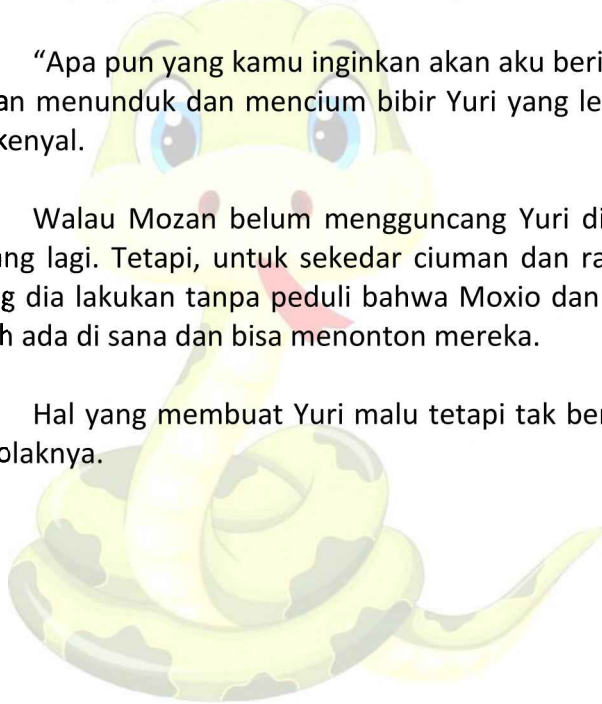 “Apa pun yang kamu inginkan akan aku beri
an menunduk dan mencium bibir Yuri yang le
kenyal.
Walau Mozan belum mengguncang Yuri di
ang lagi. Tetapi, untuk sekedar ciuman dan ra
g dia lakukan tanpa peduli bahwa Moxio dan
h ada di sana dan bisa menonton mereka.
Hal yang membuat Yuri malu tetapi tak ber
olaknya.